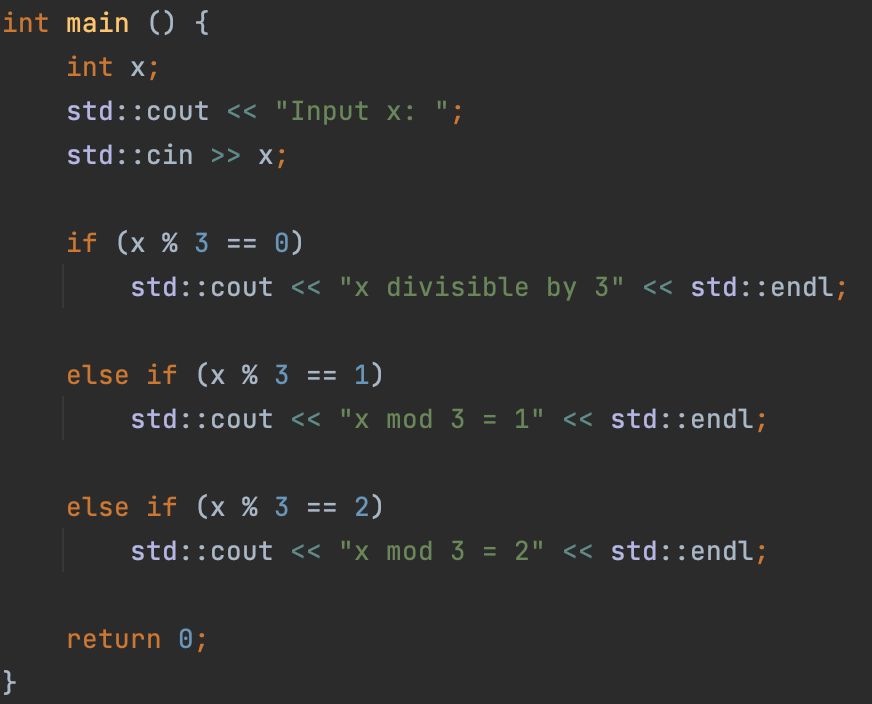 int main () {
    int x;
    std::cout << "Input x: ";
    std::cin >> x;

    if (x % 3 == 0)
        std::cout << "x divisible by 3" << std::endl;

    else if (x % 3 == 1)
        std::cout << "x mod 3 = 1" << std::endl;

    else if (x % 3 == 2)
        std::cout << "x mod 3 = 2" << std::endl;

    return 0;
}